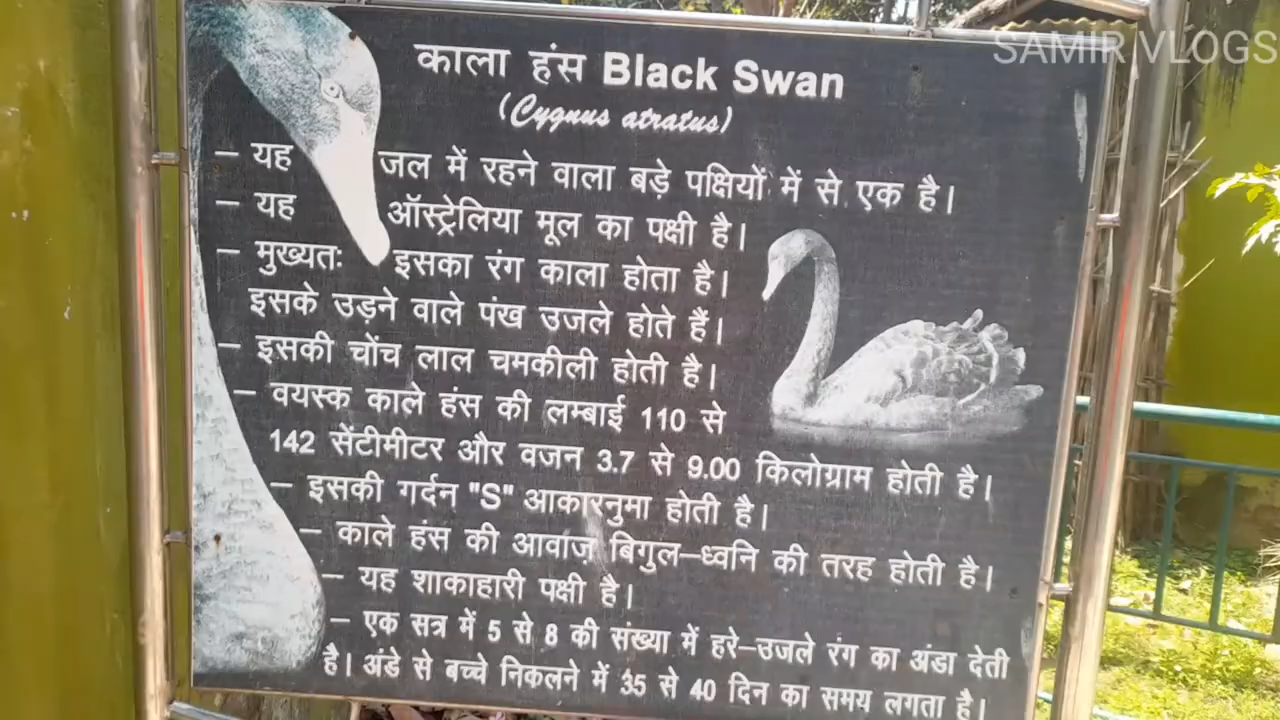 SAMIR VLOGS
काला हंस Black Swan
(Cygnus atratus)
– यह जल में रहने वाला बड़े पक्षियों में से एक है।
– यह ऑस्ट्रेलिया मूल का पक्षी है।
– मुख्यतः इसका रंग काला होता है।
इसके उड़ने वाले पंख उजले होते हैं।
– इसकी चोंच लाल चमकीली होती है।
– वयस्क काले हंस की लम्बाई 110 से
142 सेंटीमीटर और वजन 3.7 से 9.00 किलोग्राम होती है।
– इसकी गर्दन "S" आकारनुमा होती है।
– काले हंस की आवाज़ बिगुल–ध्वनि की तरह होती है।
– यह शाकाहारी पक्षी है।
– एक सत्र में 5 से 8 की संख्या में हरे–उजले रंग का अंडा देती
है। अंडे से बच्चे निकलने में 35 से 40 दिन का समय लगता है।